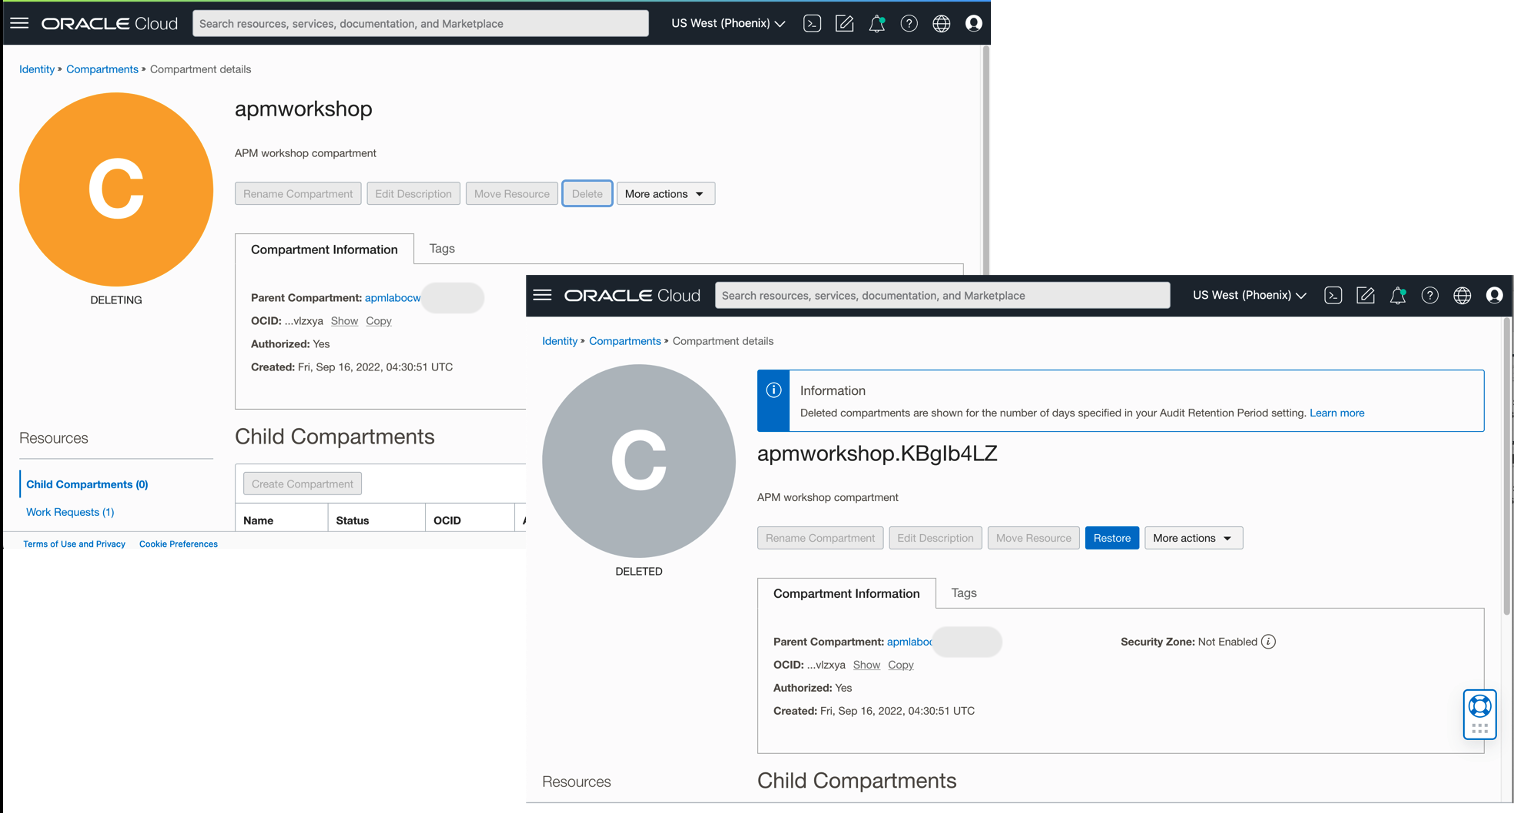 ORACLE Cloud
Search resources, services, documentation, and Marketplace
US West (Phoenix)
Identity » Compartments » Compartment details
C
DELETING
apmworkshop
APM workshop compartment
Rename Compartment Edit Description Move Resource Delete More actions
Compartment Information Tags
Parent Compartment: apmlabocw
OCID: ...vlzxya Show Copy
Authorized: Yes
Created: Fri, Sep 16, 2022, 04:30:51 UTC
Resources
Child Compartments (0)
Work Requests (1)
Child Compartments
Create Compartment
Name Status OCID
Terms of Use and Privacy Cookie Preferences
ORACLE Cloud
Search resources, services, documentation, and Marketplace
US West (Phoenix)
Identity » Compartments » Compartment details
C
DELETED
Information
Deleted compartments are shown for the number of days specified in your Audit Retention Period setting. Learn more
apmworkshop.KBgIb4LZ
APM workshop compartment
Rename Compartment Edit Description Move Resource Restore More actions
Compartment Information Tags
Parent Compartment: apmlaboc
Security Zone: Not Enabled
OCID: ...vlzxya Show Copy
Authorized: Yes
Created: Fri, Sep 16, 2022, 04:30:51 UTC
Resources
Child Compartments